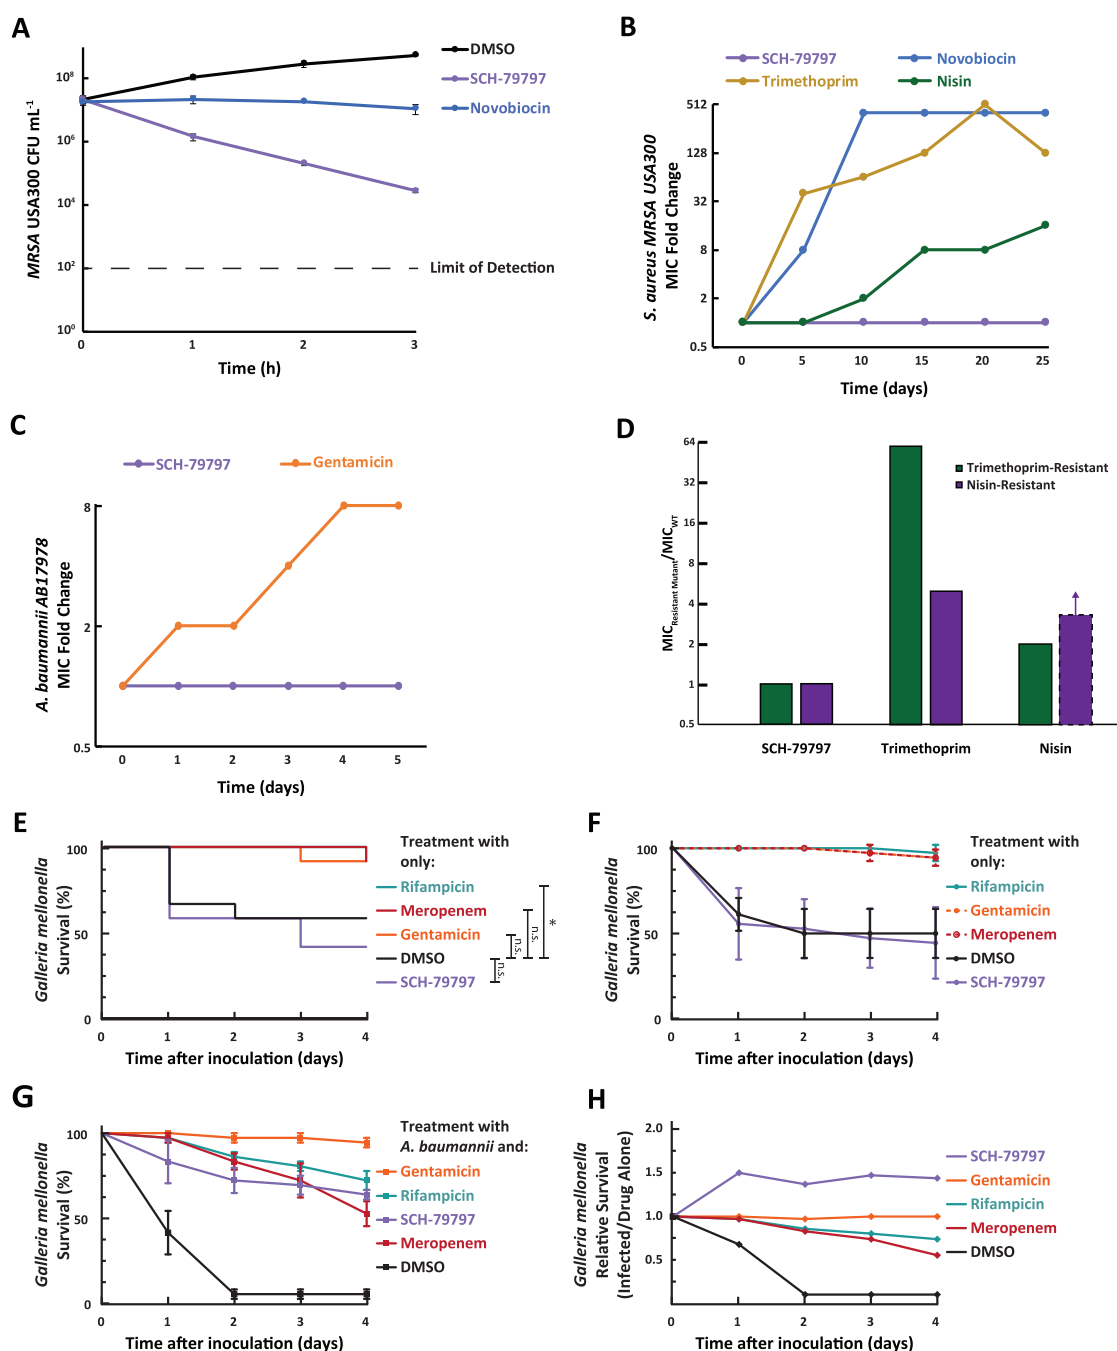 A
DMSO
SCH-79797
Novobiocin
MRSA USA300 CFU mL-1
10^8
10^6
10^4
10^2
10^0
Limit of Detection
0 1 2 3
Time (h)
B
SCH-79797 Novobiocin
Trimethoprim Nisin
S. aureus MRSA USA300
MIC Fold Change
512
128
32
8
2
0.5
0 5 10 15 20 25
Time (days)
C
SCH-79797 Gentamicin
A. baumannii AB17978
MIC Fold Change
8
2
0.5
0 1 2 3 4 5
Time (days)
D
Trimethoprim-Resistant
Nisin-Resistant
MIC Resistant Mutant/MIC WT
64
32
16
8
4
2
1
0.5
SCH-79797 Trimethoprim Nisin
E
Galleria mellonella
Survival (%)
100
50
0
0 1 2 3 4
Time after inoculation (days)
Treatment with
only:
Rifampicin
Meropenem
Gentamicin
DMSO
SCH-79797
n.s.
n.s.
n.s.
*
F
Galleria mellonella
Survival (%)
100
50
0
0 1 2 3 4
Time after inoculation (days)
Treatment with
only:
Rifampicin
Gentamicin
Meropenem
DMSO
SCH-79797
G
Galleria mellonella
Survival (%)
100
50
0
0 1 2 3 4
Time after inoculation (days)
Treatment with
A. baumannii and:
Gentamicin
Rifampicin
SCH-79797
Meropenem
DMSO
H
Galleria mellonella
Relative Survival
(Infected/Drug Alone)
2.0
1.5
1.0
0.5
0 1 2 3 4
Time after inoculation (days)
SCH-79797
Gentamicin
Rifampicin
Meropenem
DMSO